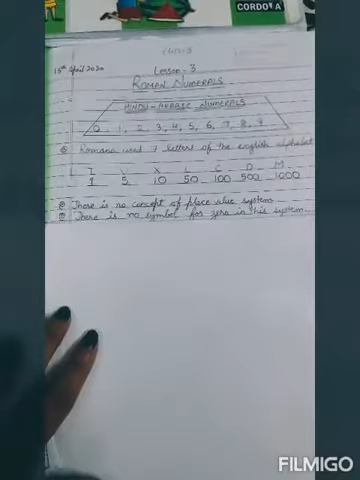 CORDOVA
CLASS-5
15th April 2020
Lesson - 3
ROMAN NUMERALS
HINDU-ARABIC NUMERALS
0, 1, 2, 3, 4, 5, 6, 7, 8, 9
Romans used 7 letters of the english alphabet
I V X L C D M
1 5 10 50 100 500 1000
There is no concept of place value system
There is no symbol for zero in this system.
FILMIGO